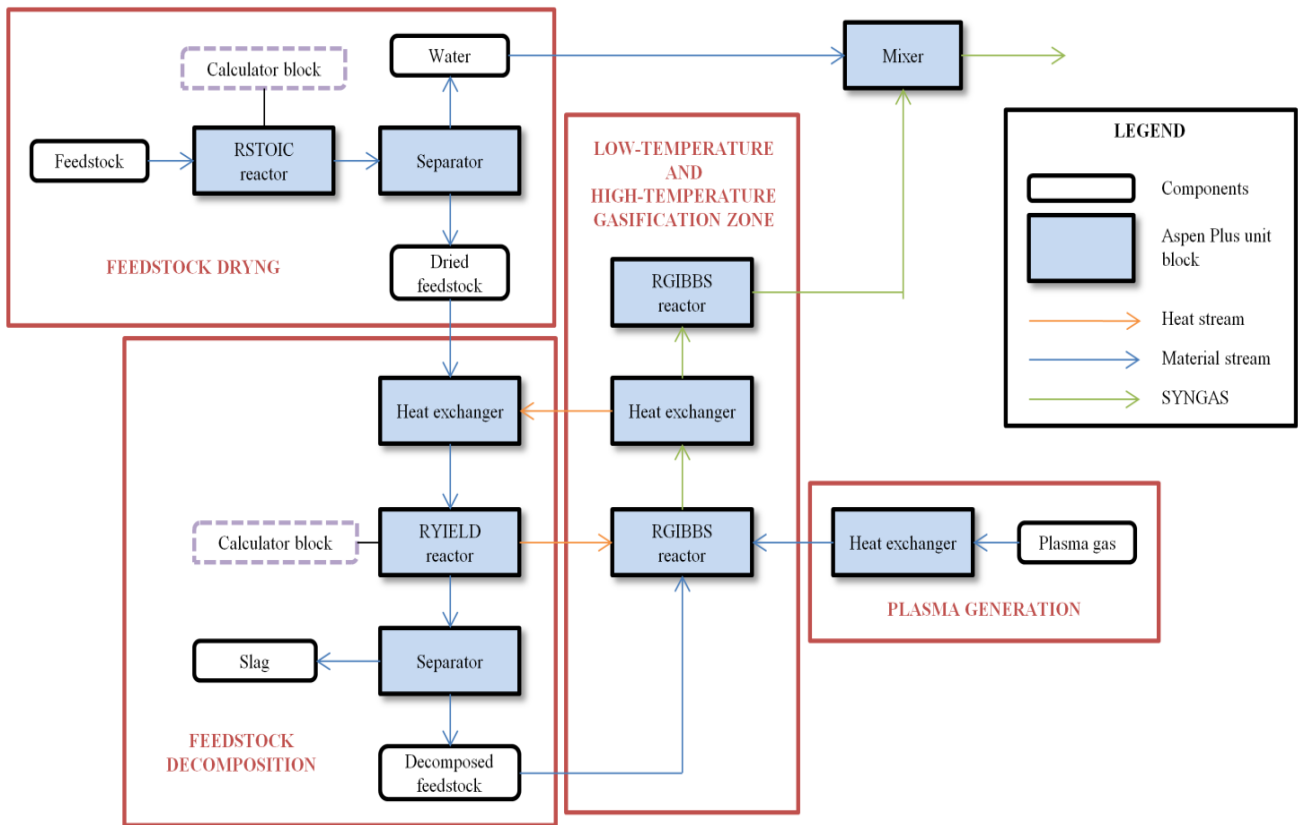 Calculator block
Feedstock
RSTOIC
reactor
Separator
Water
Dried
feedstock
FEEDSTOCK DRYNG
Mixer
LOW-TEMPERATURE
AND
HIGH-TEMPERATURE
GASIFICATION ZONE
RGIBBS
reactor
Heat exchanger
RGIBBS
reactor
Heat exchanger
RYIELD
reactor
Calculator block
Separator
Slag
Decomposed
feedstock
FEEDSTOCK
DECOMPOSITION
Heat exchanger
Plasma gas
PLASMA GENERATION
LEGEND
Components
Aspen Plus unit
block
Heat stream
Material stream
SYNGAS